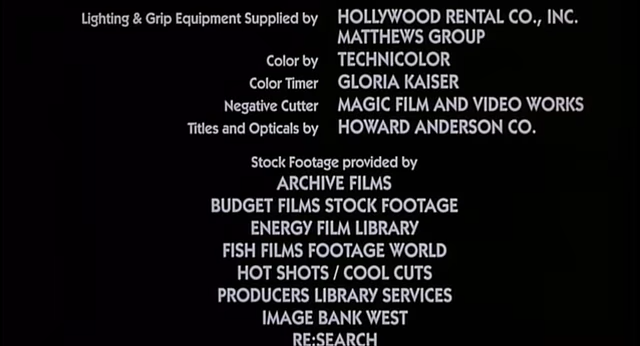 Lighting & Grip Equipment Supplied by HOLLYWOOD RENTAL CO., INC.
MATTHEWS GROUP
Color by TECHNICOLOR
Color Timer GLORIA KAISER
Negative Cutter MAGIC FILM AND VIDEO WORKS
Titles and Opticals by HOWARD ANDERSON CO.
Stock Footage provided by
ARCHIVE FILMS
BUDGET FILMS STOCK FOOTAGE
ENERGY FILM LIBRARY
FISH FILMS FOOTAGE WORLD
HOT SHOTS / COOL CUTS
PRODUCERS LIBRARY SERVICES
IMAGE BANK WEST
RE:SEARCH